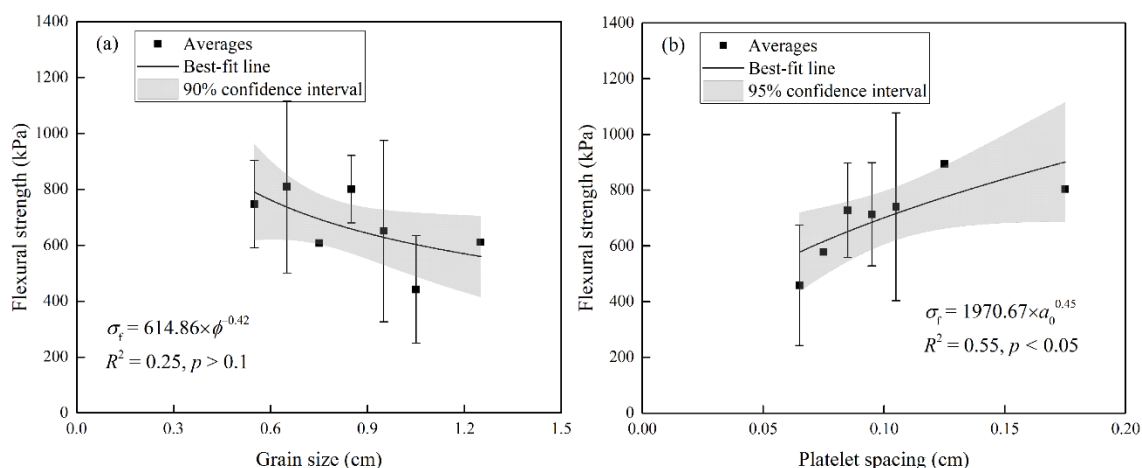 (a)
Averages
Best-fit line
90% confidence interval
σf = 614.86×ϕ^−0.42
R² = 0.25, p > 0.1
Flexural strength (kPa)
1400
1200
1000
800
600
400
200
0
0.0 0.3 0.6 0.9 1.2 1.5
Grain size (cm)
(b)
Averages
Best-fit line
95% confidence interval
σf = 1970.67×a₀^0.45
R² = 0.55, p < 0.05
Flexural strength (kPa)
1400
1200
1000
800
600
400
200
0
0.00 0.05 0.10 0.15 0.20
Platelet spacing (cm)